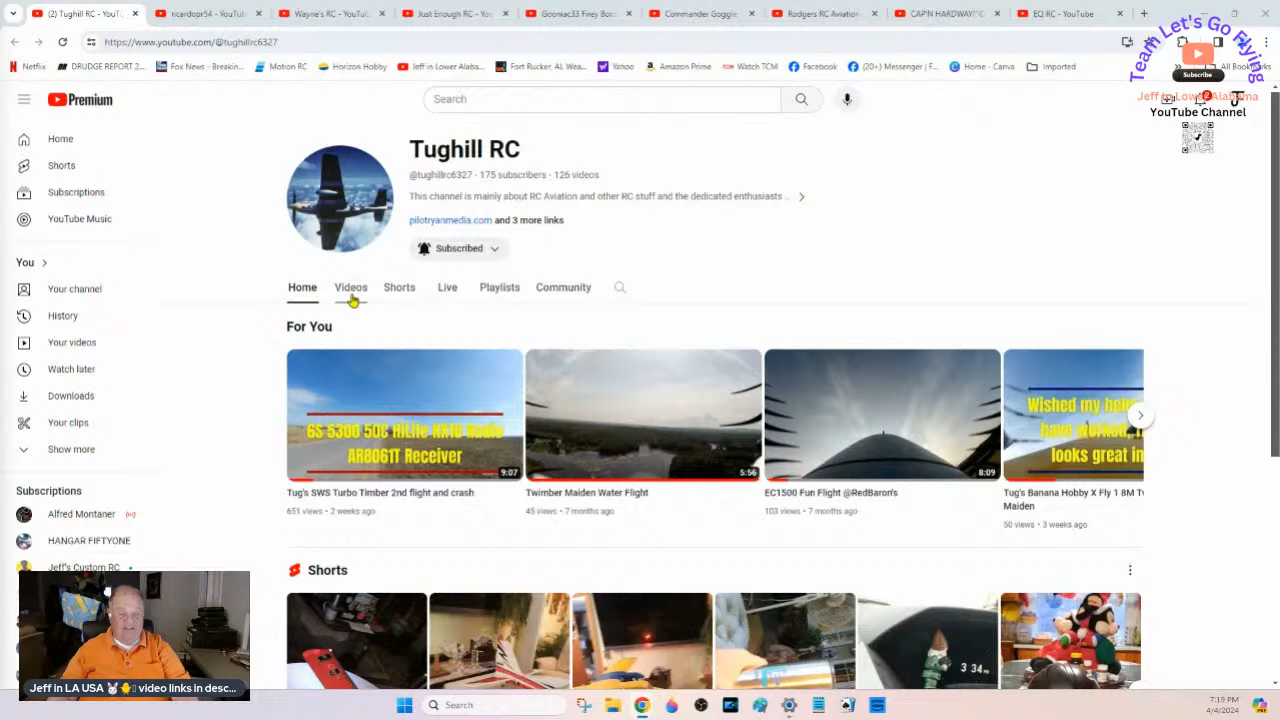 (2) Tughill RC - YouTu
ricardopr54 - YouTu
Wayne's RC - YouTub
Just Enough RC - Yo
Gooniac33 Firey Boo
Commander Goggle
Rodgers RC Aviation
CAP'N HARDWAY!'G
EQ RC - YouTube
https://www.youtube.com/@tughillrc6327
Netflix
DRUDGE REPORT 2...
Fox News - Breakin...
Motion RC
Horizon Hobby
Jeff in Lower Alaba...
Fort Rucker, AL Wea...
Yahoo
Amazon Prime
TCM
Watch TCM
Facebook
(20+) Messenger | F...
Home - Canva
Imported
All Bookmarks
Team Let's Go Flying
Subscribe
Jeff in Lower Alabama
YouTube Channel
Premium
Search
2
Home
Shorts
Subscriptions
YouTube Music
You
Your channel
History
Your videos
Watch later
Downloads
Your clips
Show more
Subscriptions
Alfred Montaner
HANGAR FIFTYONE
Jeff's Custom RC
Tughill RC
@tughillrc6327 · 175 subscribers · 126 videos
This channel is mainly about RC Aviation and other RC stuff and the dedicated enthusiasts ...
pilotryanmedia.com and 3 more links
Subscribed
Home Videos Shorts Live Playlists Community
For You
6S 5300 50C HiLite NX10 Radio
AR8061T Receiver
9:07
5:56
8:09
Wished my
have worked,
looks great in
Tug's SWS Turbo Timber 2nd flight and crash
651 views • 2 weeks ago
Twimber Maiden Water Flight
45 views • 7 months ago
EC1500 Fun Flight @RedBaron's
103 views • 7 months ago
Tug's Banana Hobby X Fly 1 8M Tw
Maiden
50 views • 3 weeks ago
Shorts
3 34
Jeff in LA USA video links in desc...
Search
7:19 PM
4/4/2024